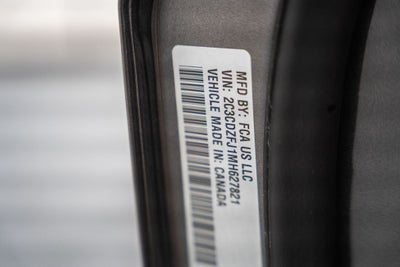 MFD BY: FCA US LLC
VIN: 2C3CDZFJ1MH627821
VEHICLE MADE IN: CANADA